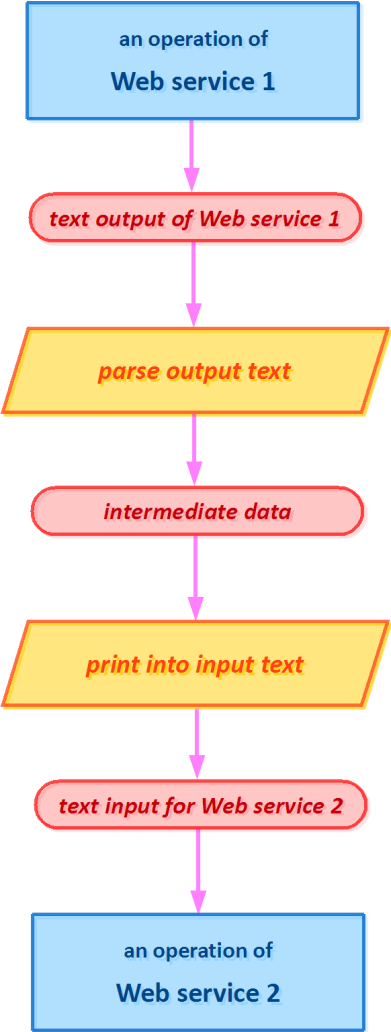 an operation of
Web service 1
text output of Web service 1
parse output text
intermediate data
print into input text
text input for Web service 2
an operation of
Web service 2